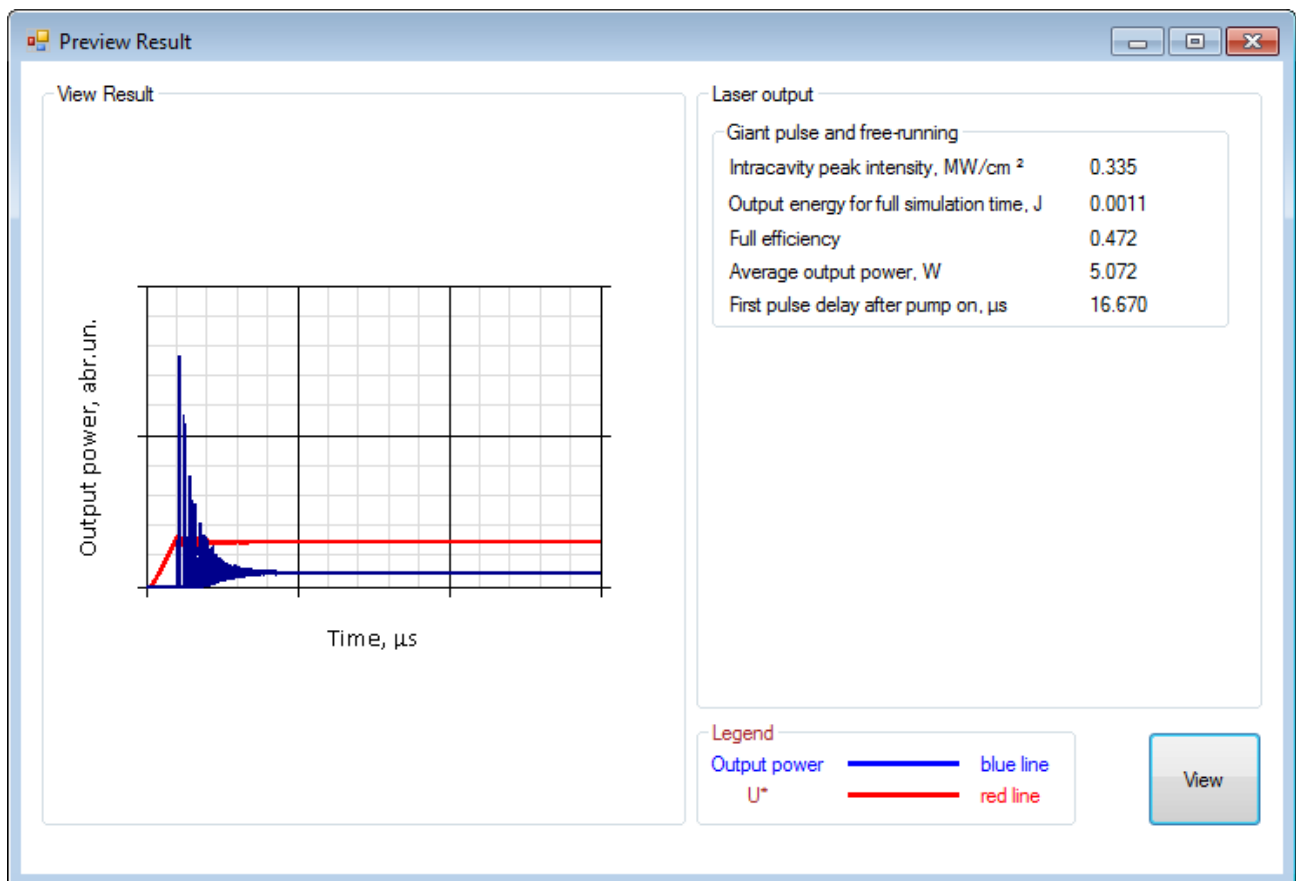 Preview Result
View Result
Output power, abr.un.
Time, µs
Laser output
Giant pulse and free-running
Intracavity peak intensity, MW/cm ² 0.335
Output energy for full simulation time, J 0.0011
Full efficiency 0.472
Average output power, W 5.072
First pulse delay after pump on, µs 16.670
Legend
Output power blue line
U* red line
View